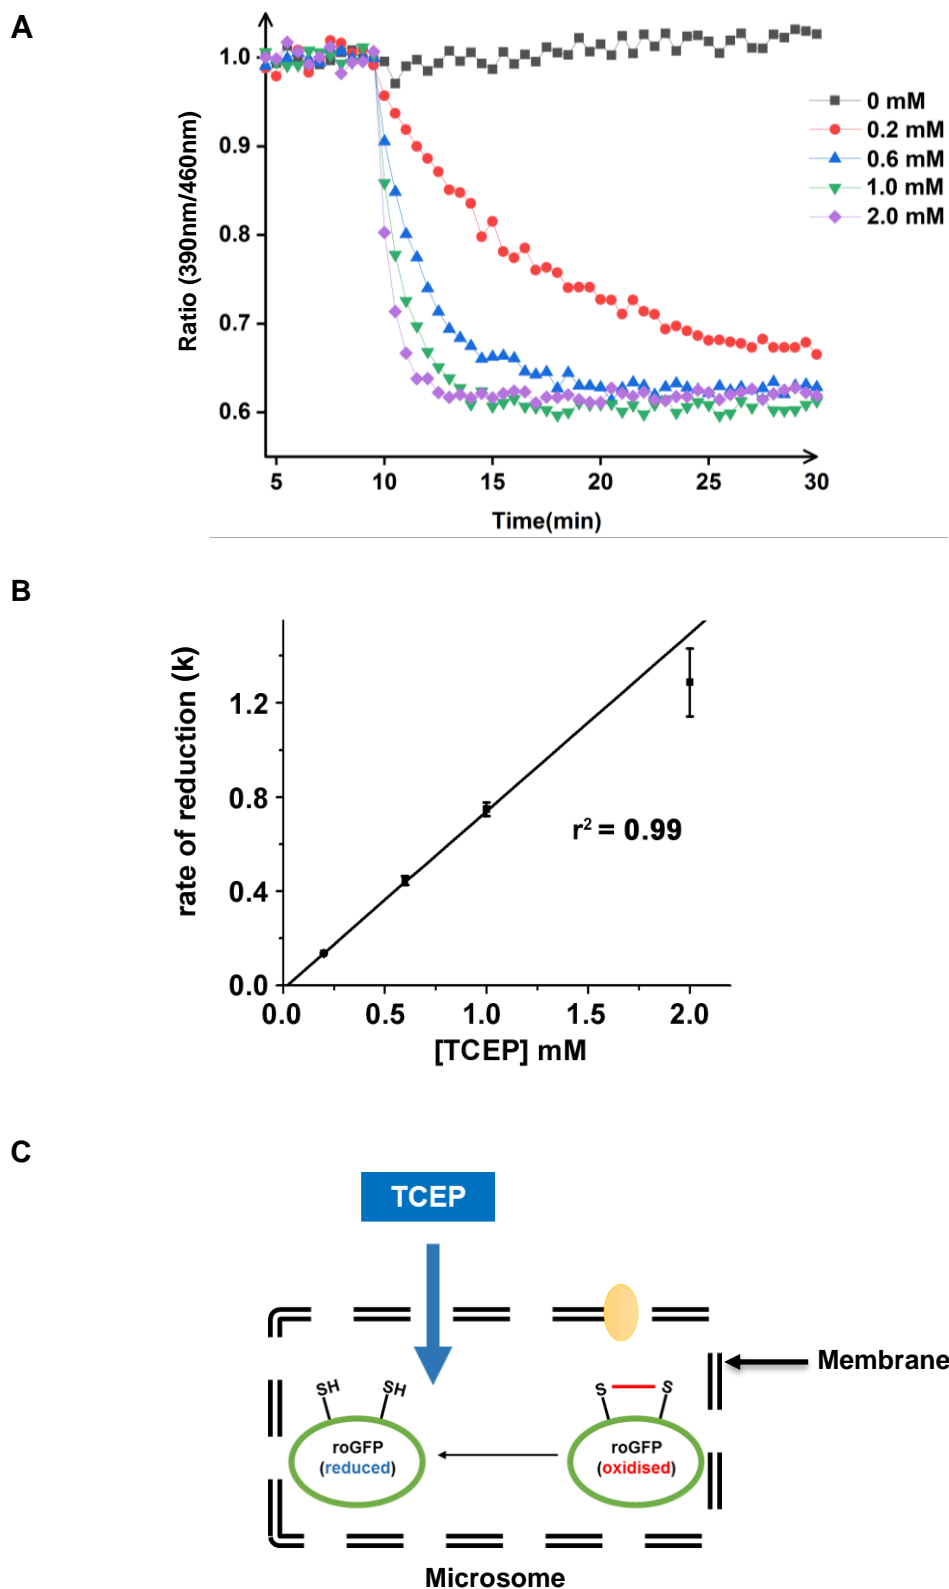 A
Ratio (390nm/460nm)
1.0
0.9
0.8
0.7
0.6
5 10 15 20 25 30
Time(min)
0 mM
0.2 mM
0.6 mM
1.0 mM
2.0 mM
B
rate of reduction (k)
1.2
0.8
0.4
0.0
0.0 0.5 1.0 1.5 2.0
[TCEP] mM
r² = 0.99
C
TCEP
Membrane
SH SH
S S
roGFP
(reduced)
roGFP
(oxidised)
Microsome